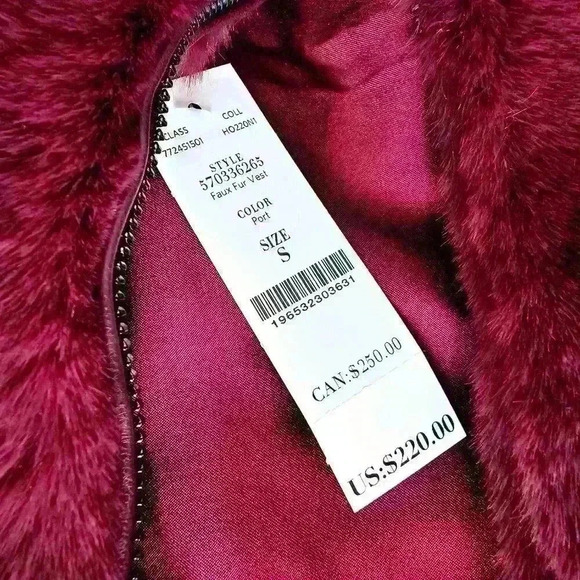 CLASS COLL
772451501 HO220N1
STYLE
570336265
Faux Fur Vest
COLOR
Port
SIZE
S
196532303631
CAN:$250.00
US:$220.00